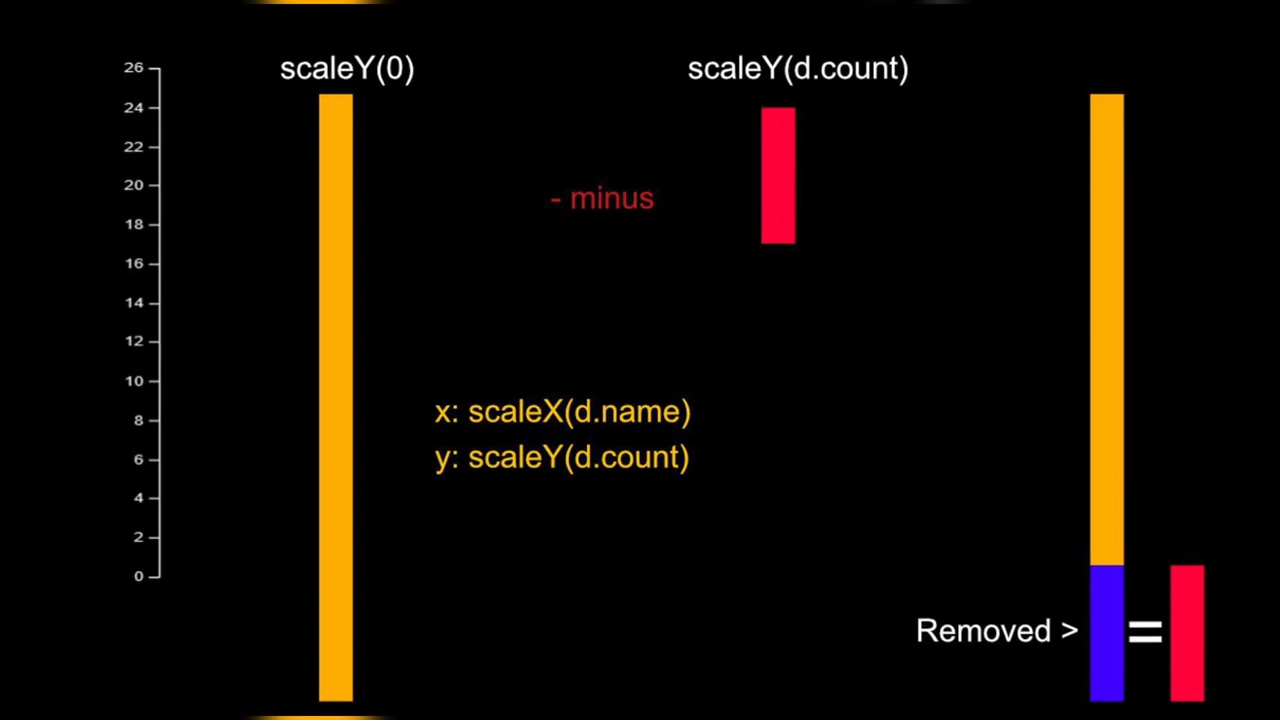 scaleY(0)
scaleY(d.count)
26
24
22
20
18
16
14
12
10
8
6
4
2
0
- minus
x: scaleX(d.name)
y: scaleY(d.count)
Removed >
=